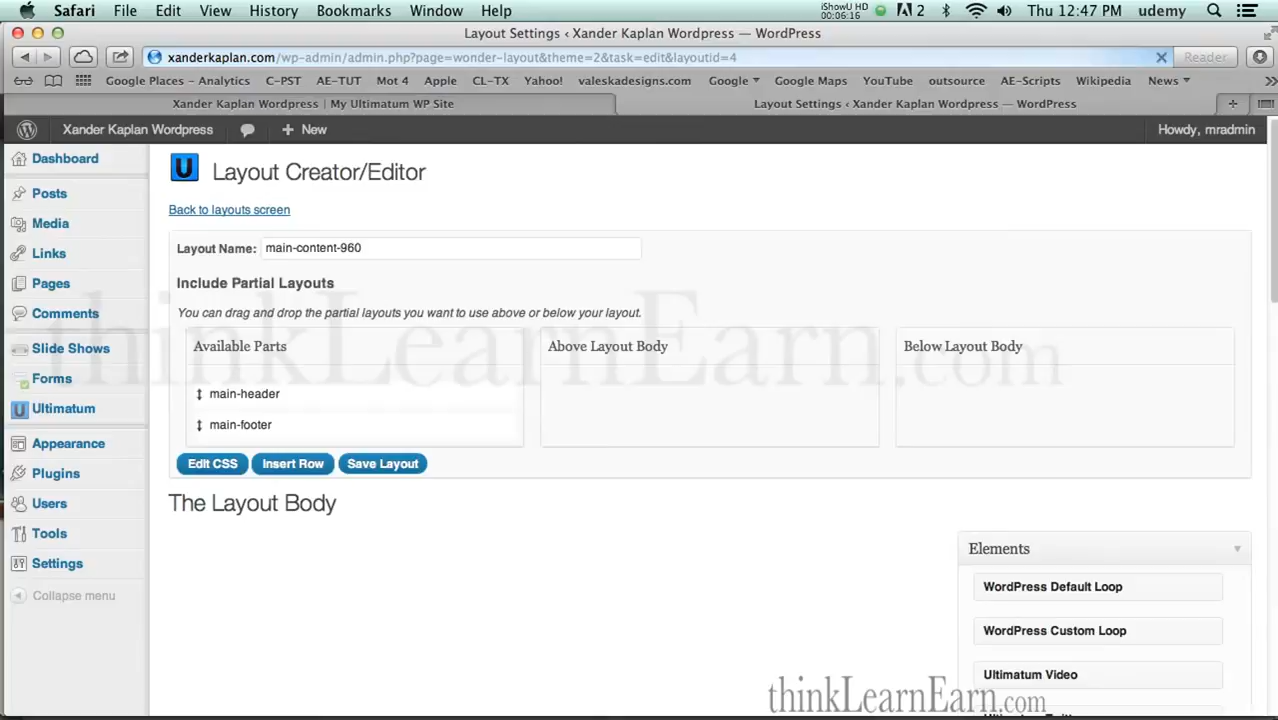 Safari File Edit View History Bookmarks Window Help iShowU HD 00:06:16 2 Thu 12:47 PM udemy
Layout Settings ‹ Xander Kaplan Wordpress — WordPress
xanderkaplan.com/wp-admin/admin.php?page=wonder-layout&theme=2&task=edit&layoutid=4 Reader
Google Places – Analytics C-PST AE-TUT Mot 4 Apple CL-TX Yahoo! valeskadesigns.com Google Google Maps YouTube outsource AE-Scripts Wikipedia News
Xander Kaplan Wordpress | My Ultimatum WP Site Layout Settings ‹ Xander Kaplan Wordpress — WordPress
Xander Kaplan Wordpress + New Howdy, mradmin
Dashboard
Posts
Media
Links
Pages
Comments
Slide Shows
Forms
Ultimatum
Appearance
Plugins
Users
Tools
Settings
Collapse menu
U Layout Creator/Editor
Back to layouts screen
Layout Name: main-content-960
Include Partial Layouts
You can drag and drop the partial layouts you want to use above or below your layout.
thinkLearnEarn.com
Available Parts Above Layout Body Below Layout Body
main-header
main-footer
Edit CSS Insert Row Save Layout
The Layout Body
Elements
WordPress Default Loop
WordPress Custom Loop
Ultimatum Video
thinkLearnEarn.com